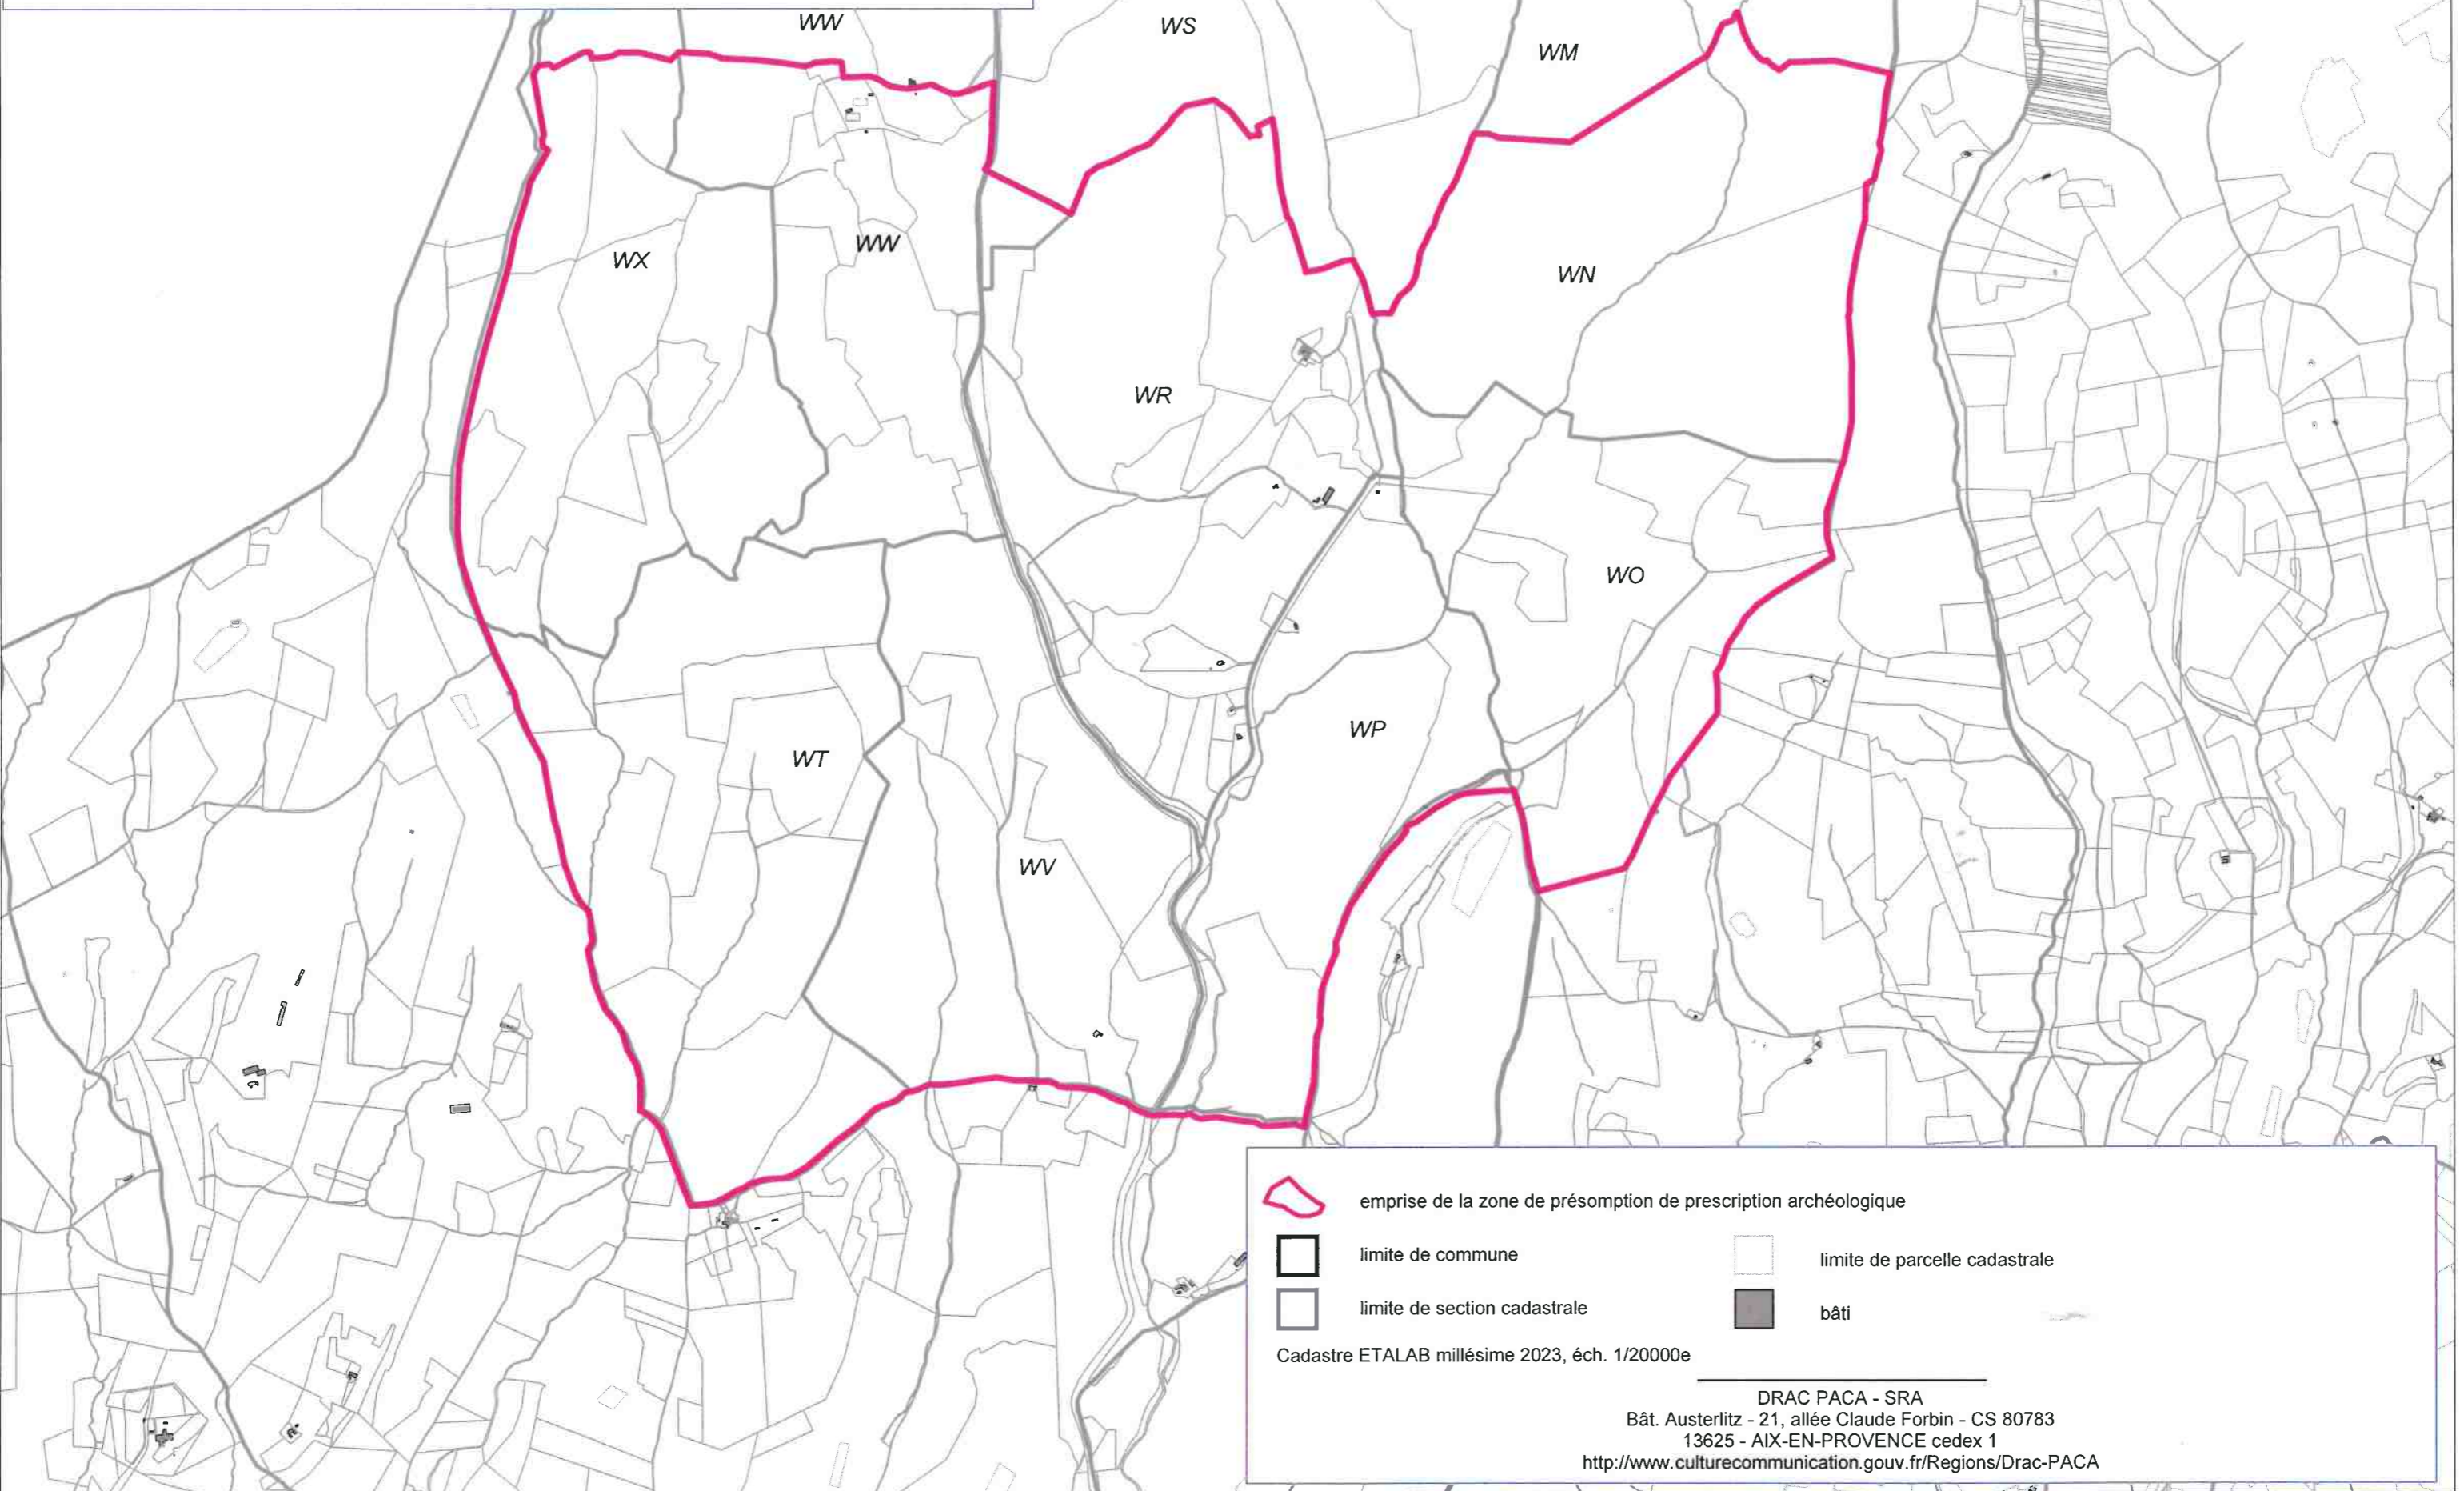 WW
WS
WM
WX
WW
WN
WR
WO
WP
WT
WV
emprise de la zone de présomption de prescription archéologique
limite de commune
limite de parcelle cadastrale
limite de section cadastrale
bâti
Cadastre ETALAB millésime 2023, éch. 1/20000e
DRAC PACA - SRA
Bât. Austerlitz - 21, allée Claude Forbin - CS 80783
13625 - AIX-EN-PROVENCE cedex 1
http://www.culturecommunication.gouv.fr/Regions/Drac-PACA